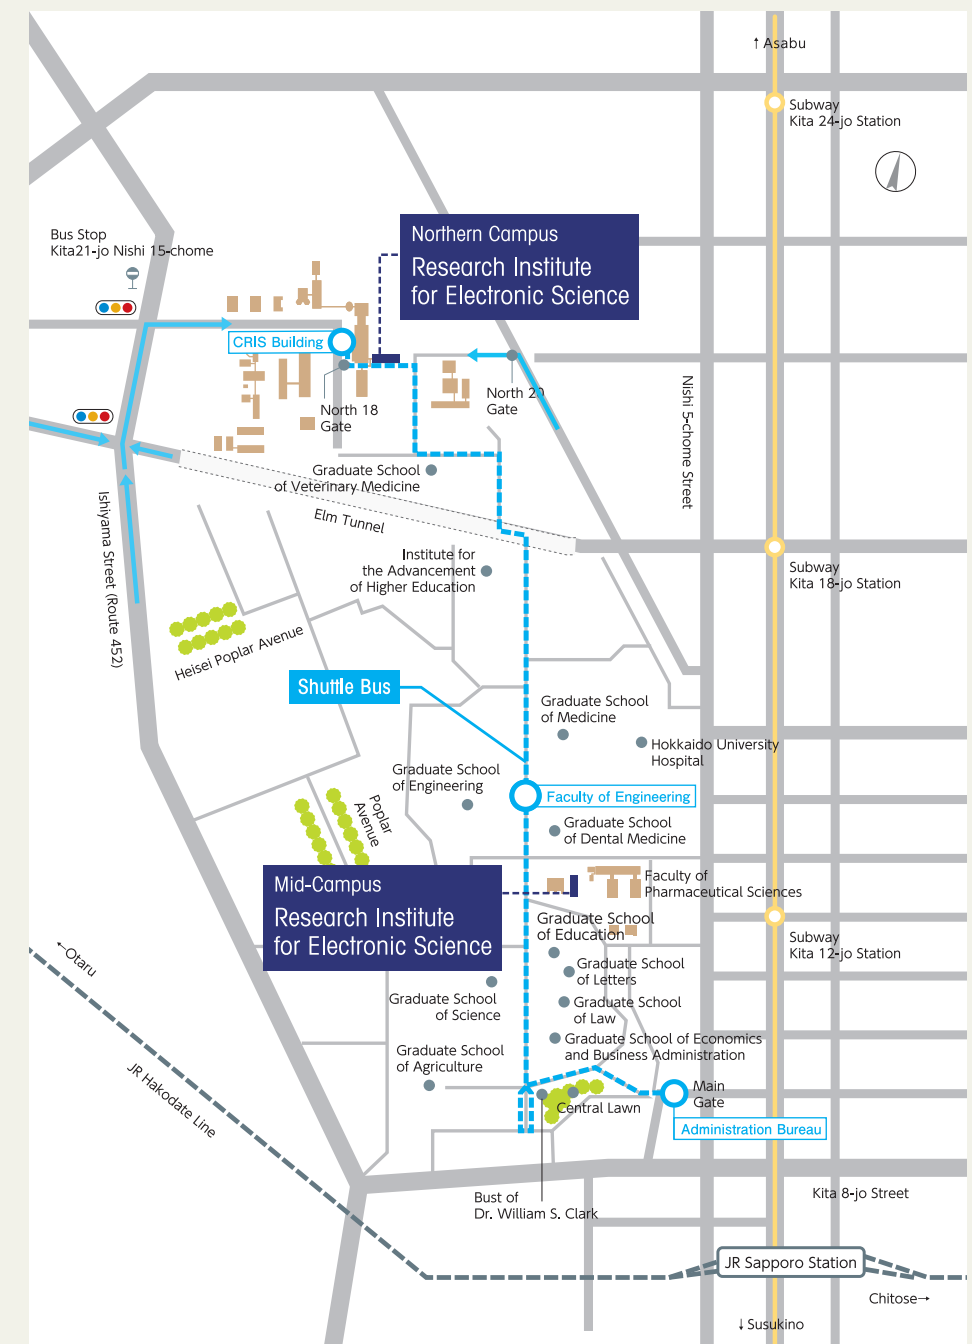 ↑ Asabu
Subway
Kita 24-jo Station
Bus Stop
Kita21-jo Nishi 15-chome
Northern Campus
Research Institute
for Electronic Science
CRIS Building
North 18
Gate
North 20
Gate
Nishi 5-chome Street
Graduate School
of Veterinary Medicine
Elm Tunnel
Ishiyama Street (Route 452)
Institute for
the Advancement
of Higher Education
Subway
Kita 18-jo Station
Heisei Poplar Avenue
Shuttle Bus
Graduate School
of Medicine
Hokkaido University
Hospital
Graduate School
of Engineering
Faculty of Engineering
Poplar
Avenue
Graduate School
of Dental Medicine
Mid-Campus
Research Institute
for Electronic Science
Faculty of
Pharmaceutical Sciences
Graduate School
of Education
Subway
Kita 12-jo Station
←Otaru
Graduate School
of Letters
Graduate School
of Science
Graduate School
of Law
Graduate School of Economics
and Business Administration
Graduate School
of Agriculture
JR Hakodate Line
Main
Gate
Central Lawn
Administration Bureau
Bust of
Dr. William S. Clark
Kita 8-jo Street
JR Sapporo Station
Chitose→
↓ Susukino